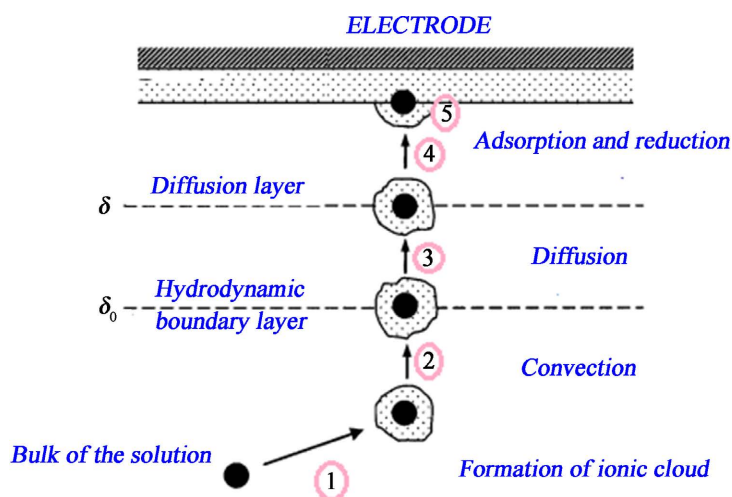 ELECTRODE
5
Adsorption and reduction
4
Diffusion layer
δ
3
Diffusion
Hydrodynamic
δ₀
boundary layer
2
Convection
Bulk of the solution
1
Formation of ionic cloud